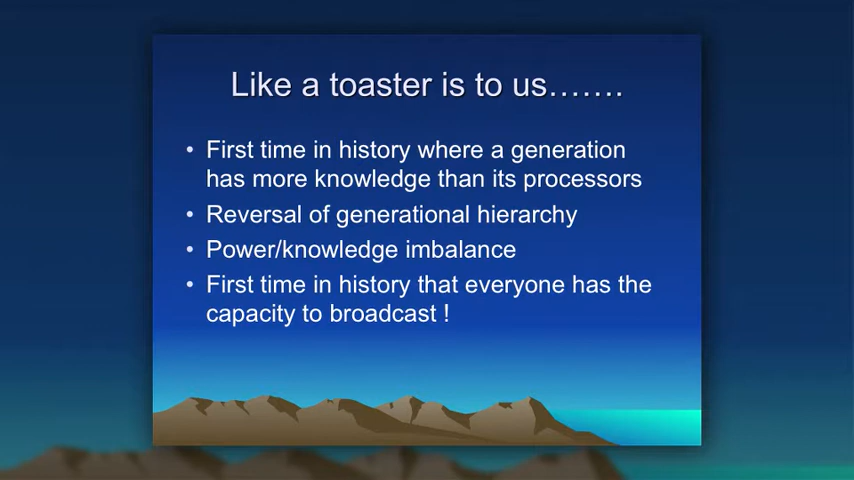 Like a toaster is to us…….
• First time in history where a generation
has more knowledge than its processors
• Reversal of generational hierarchy
• Power/knowledge imbalance
• First time in history that everyone has the
capacity to broadcast !